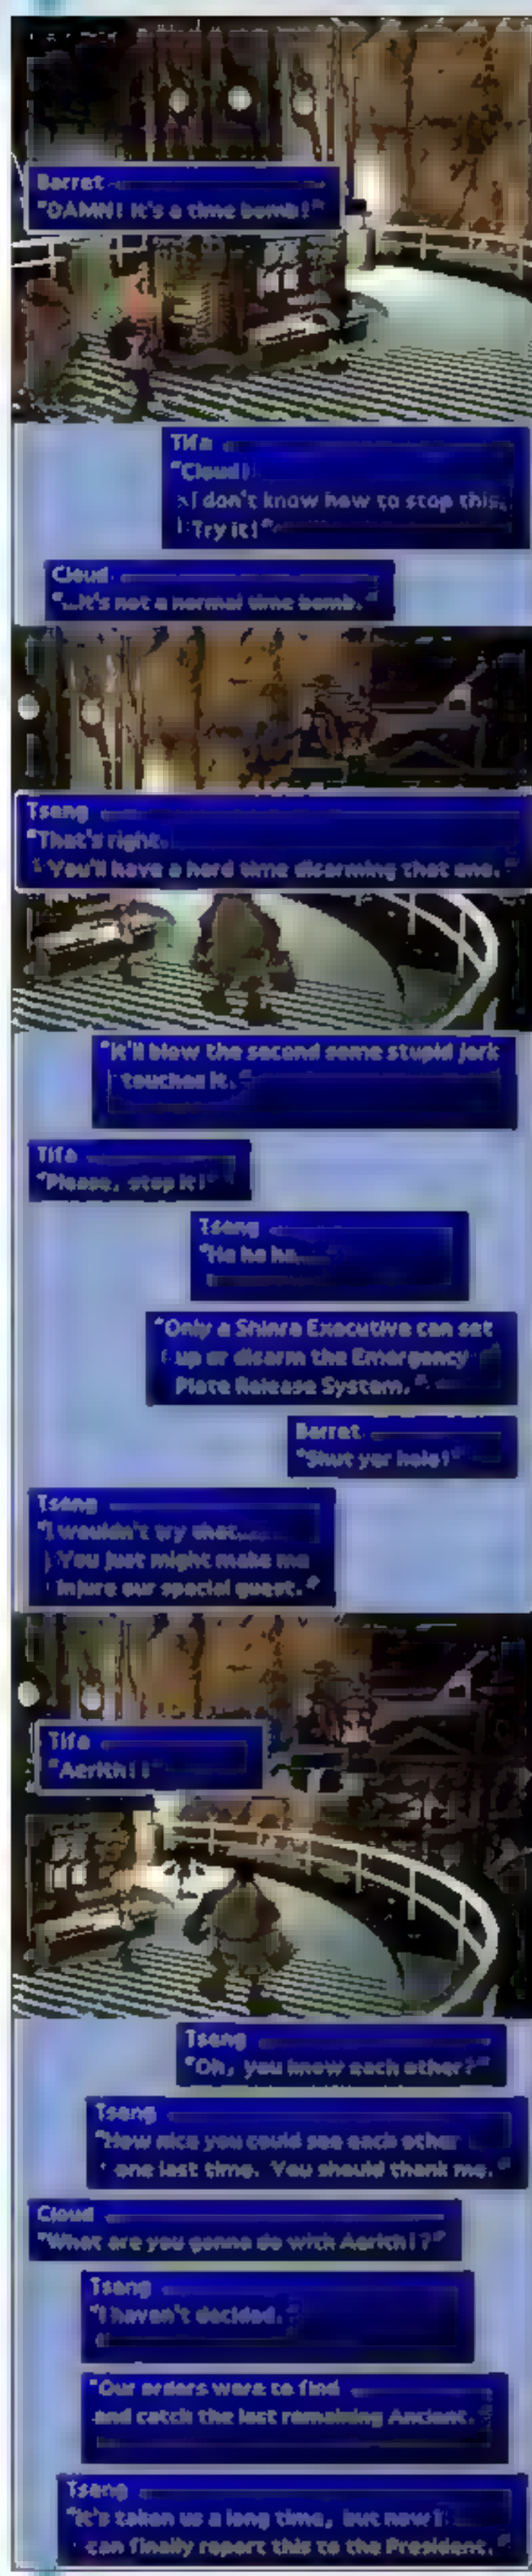 Barret
"DAMN! It's a time bomb!"
Tifa
"Cloud!
I don't know how to stop this.
Try it!"
Cloud
"...It's not a normal time bomb."
Tseng
"That's right.
You'll have a hard time disarming that one."
"It'll blow the second some stupid jerk
touches it."
Tifa
"Please, stop it!"
Tseng
"Ha ha ha...
"Only a Shinra Executive can set
up or disarm the Emergency
Plate Release System."
Barret
"Shut yer hole!"
Tseng
"I wouldn't try that...
You just might make me
injure our special guest."
Tifa
"Aerith!!"
Tseng
"Oh, you know each other?"
Tseng
"How nice you could see each other
one last time. You should thank me."
Cloud
"What are you gonna do with Aerith!?"
Tseng
"I haven't decided.
"Our orders were to find
and catch the last remaining Ancient.
Tseng
"It's taken us a long time, but now I
can finally report this to the President."